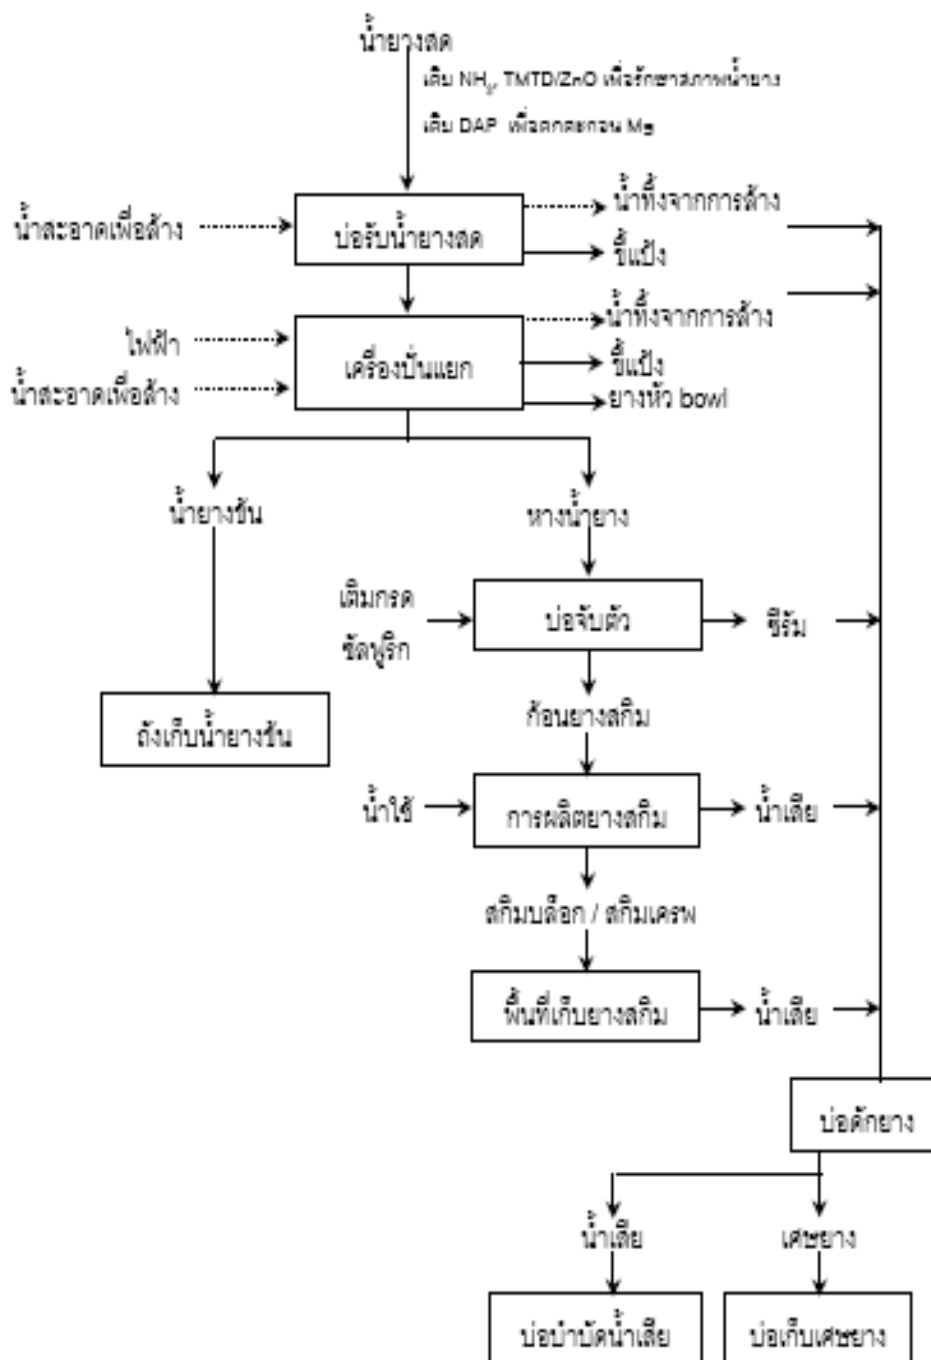 น้ำยางสด
เติม NH3, TMTD/ZnO เพื่อรักษาสภาพน้ำยาง
เติม DAP เพื่อตกตะกอน Mg
น้ำสะอาดเพื่อล้าง
บ่อรับน้ำยางสด
น้ำทิ้งจากการล้าง
ขี้แป้ง
ไฟฟ้า
น้ำสะอาดเพื่อล้าง
เครื่องปั่นแยก
น้ำทิ้งจากการล้าง
ขี้แป้ง
ยางหัว bowl
น้ำยางข้น
หางน้ำยาง
เติมกรด
ซัลฟูริก
บ่อจับตัว
ซีรัม
ถังเก็บน้ำยางข้น
ก้อนยางสกิม
น้ำใช้
การผลิตยางสกิม
น้ำเสีย
สกิมบล็อก / สกิมเครพ
พื้นที่เก็บยางสกิม
น้ำเสีย
บ่อดักยาง
น้ำเสีย
เศษยาง
บ่อบำบัดน้ำเสีย
บ่อเก็บเศษยาง